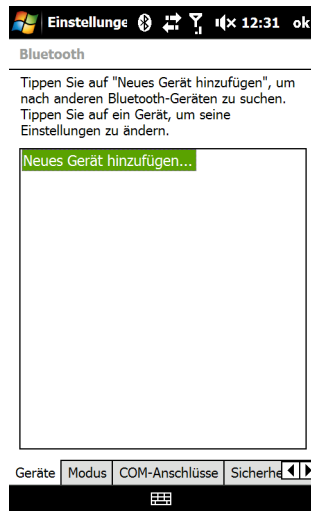 Einstellunge 12:31 ok
Bluetooth
Tippen Sie auf "Neues Gerät hinzufügen", um
nach anderen Bluetooth-Geräten zu suchen.
Tippen Sie auf ein Gerät, um seine
Einstellungen zu ändern.
Neues Gerät hinzufügen...
Geräte Modus COM-Anschlüsse Sicherhe